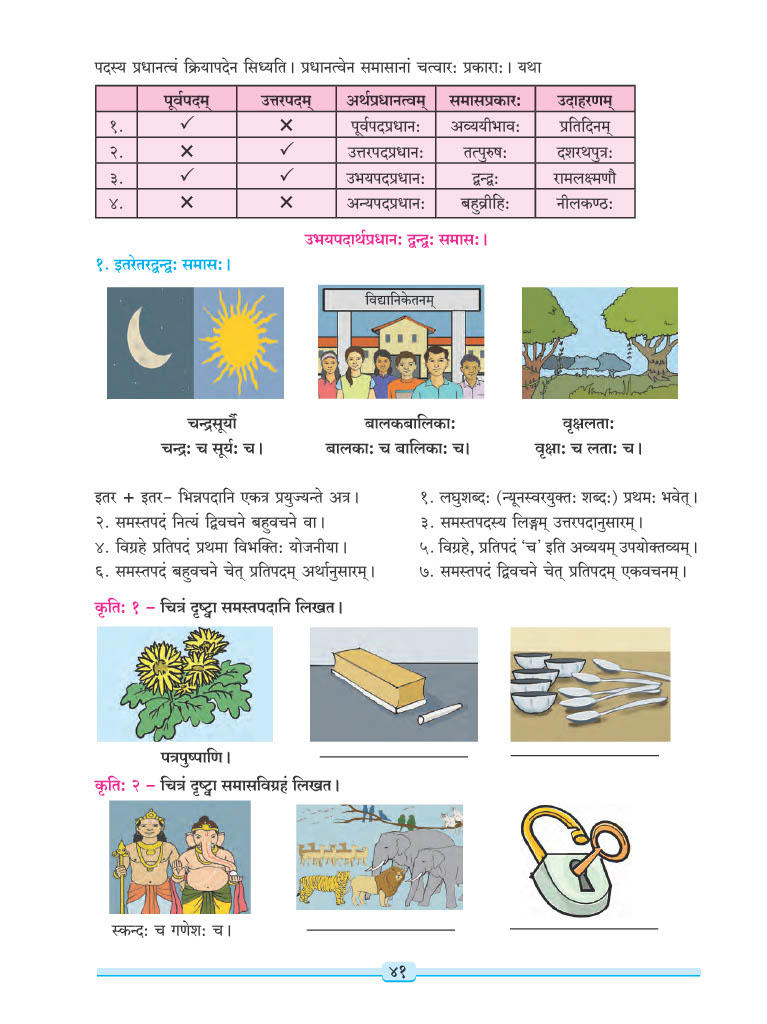 पदस्य प्रधानत्वं क्रियापदेन सिध्यति। प्रधानत्वेन समासानां चत्वारः प्रकाराः। यथा
पूर्वपदम् उत्तरपदम् अर्थप्रधानत्वम् समासप्रकारः उदाहरणम्
१. ✓ × पूर्वपदप्रधानः अव्ययीभावः प्रतिदिनम्
२. × ✓ उत्तरपदप्रधानः तत्पुरुषः दशरथपुत्रः
३. ✓ ✓ उभयपदप्रधानः द्वन्द्वः रामलक्ष्मणौ
४. × × अन्यपदप्रधानः बहुव्रीहिः नीलकण्ठः
उभयपदार्थप्रधानः द्वन्द्वः समासः।
१. इतरेतरद्वन्द्वः समासः।
विद्यानिकेतनम्
चन्द्रसूर्यौ बालकबालिकाः वृक्षलताः
चन्द्रः च सूर्यः च। बालकाः च बालिकाः च। वृक्षाः च लताः च।
इतर + इतर- भिन्नपदानि एकत्र प्रयुज्यन्ते अत्र। १. लघुशब्दः (न्यूनस्वरयुक्तः शब्दः) प्रथमः भवेत्।
२. समस्तपदं नित्यं द्विवचने बहुवचने वा। ३. समस्तपदस्य लिङ्गम् उत्तरपदानुसारम्।
४. विग्रहे प्रतिपदं प्रथमा विभक्तिः योजनीया। ५. विग्रहे, प्रतिपदं ‘च’ इति अव्ययम् उपयोक्तव्यम्।
६. समस्तपदं बहुवचने चेत् प्रतिपदम् अर्थानुसारम्। ७. समस्तपदं द्विवचने चेत् प्रतिपदम् एकवचनम्।
कृतिः १ – चित्रं दृष्ट्वा समस्तपदानि लिखत।
पत्रपुष्पाणि।
कृतिः २ – चित्रं दृष्ट्वा समासविग्रहं लिखत।
स्कन्दः च गणेशः च।
४१